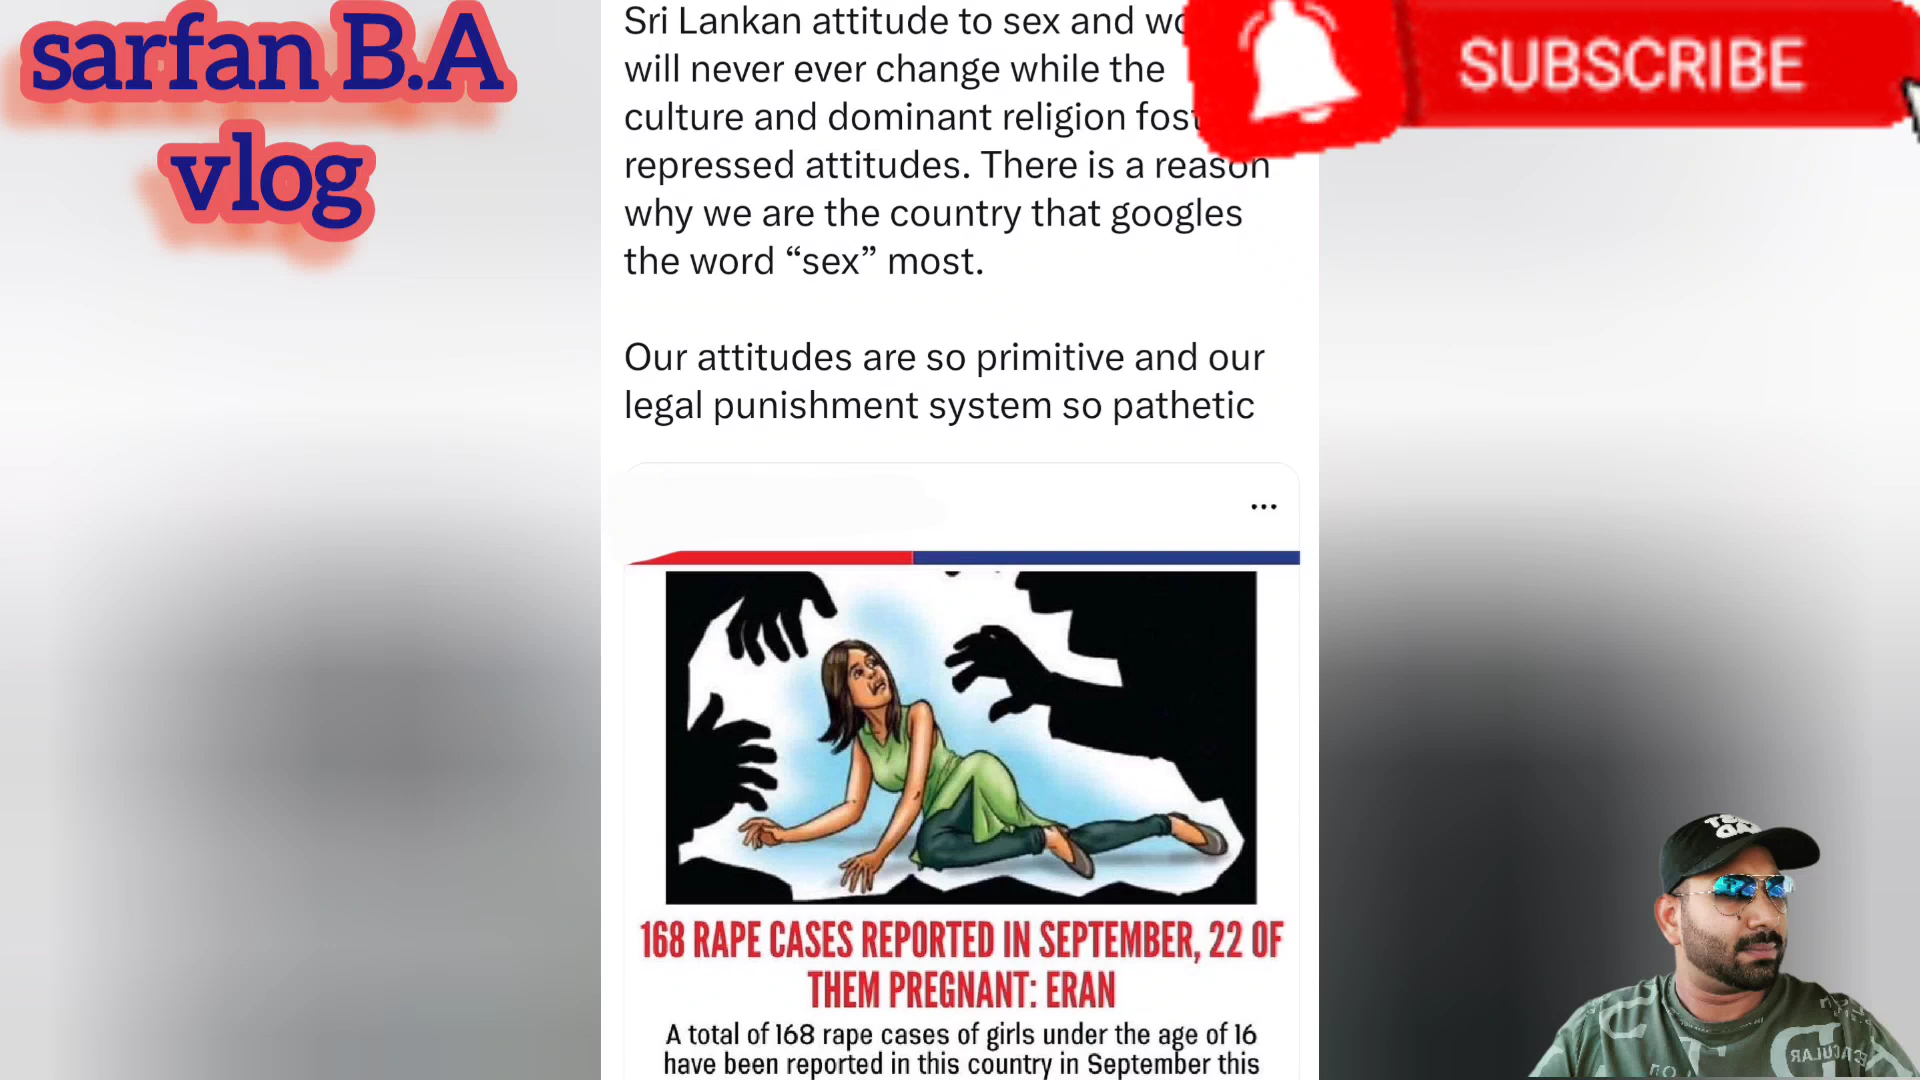 sarfan B.A
vlog
SUBSCRIBE
Sri Lankan attitude to sex and
will never ever change while the
culture and dominant religion
repressed attitudes. There is a reason
why we are the country that googles
the word “sex” most.
Our attitudes are so primitive and our
legal punishment system so pathetic
168 RAPE CASES REPORTED IN SEPTEMBER, 22 OF
THEM PREGNANT: ERAN
A total of 168 rape cases of girls under the age of 16
have been reported in this country in September this